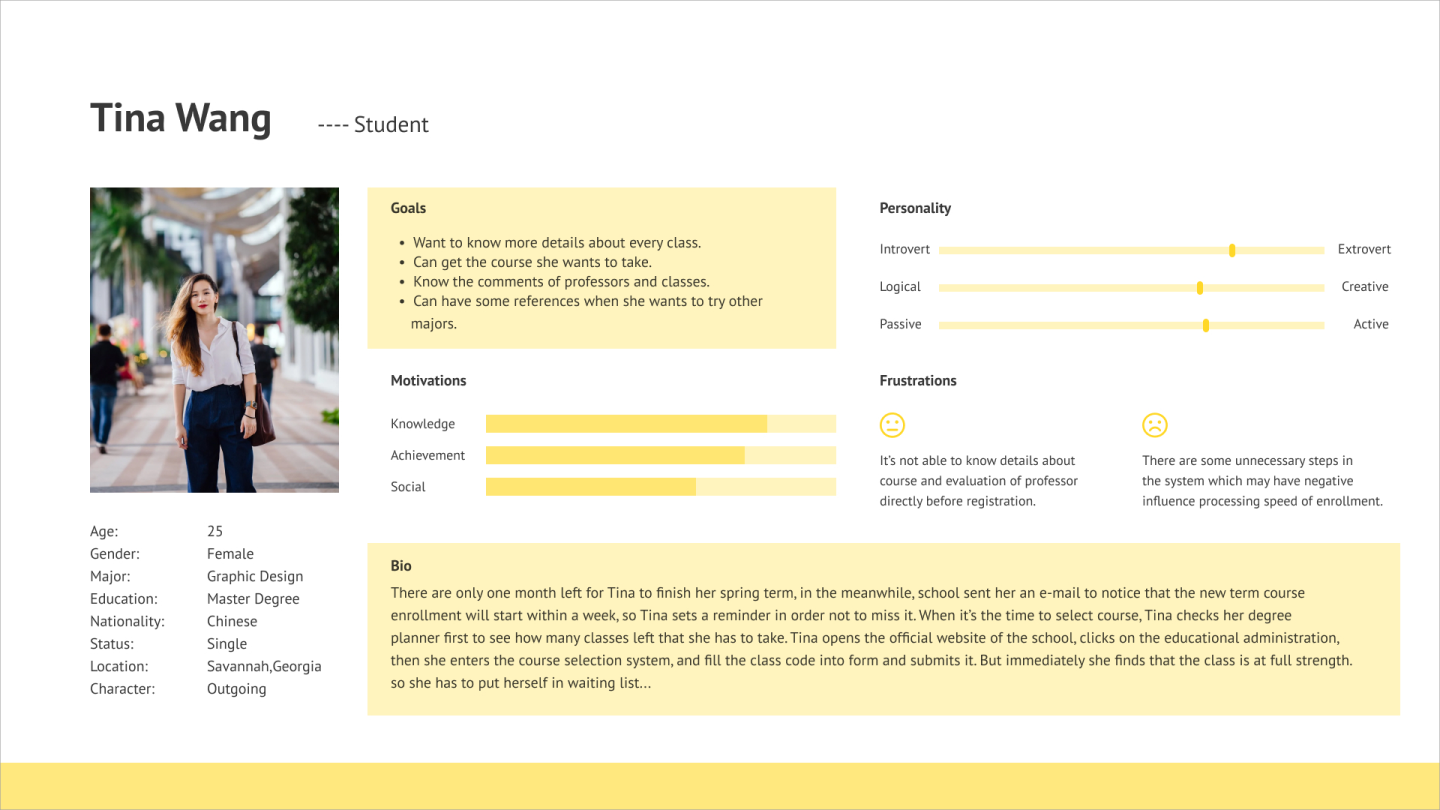 Tina Wang ---- Student
Goals
• Want to know more details about every class.
• Can get the course she wants to take.
• Know the comments of professors and classes.
• Can have some references when she wants to try other
majors.
Personality
Introvert Extrovert
Logical Creative
Passive Active
Motivations
Knowledge
Achievement
Social
Frustrations
It's not able to know details about
course and evaluation of professor
directly before registration.
There are some unnecessary steps in
the system which may have negative
influence processing speed of enrollment.
Age: 25
Gender: Female
Major: Graphic Design
Education: Master Degree
Nationality: Chinese
Status: Single
Location: Savannah,Georgia
Character: Outgoing
Bio
There are only one month left for Tina to finish her spring term, in the meanwhile, school sent her an e-mail to notice that the new term course
enrollment will start within a week, so Tina sets a reminder in order not to miss it. When it's the time to select course, Tina checks her degree
planner first to see how many classes left that she has to take. Tina opens the official website of the school, clicks on the educational administration,
then she enters the course selection system, and fill the class code into form and submits it. But immediately she finds that the class is at full strength.
so she has to put herself in waiting list...